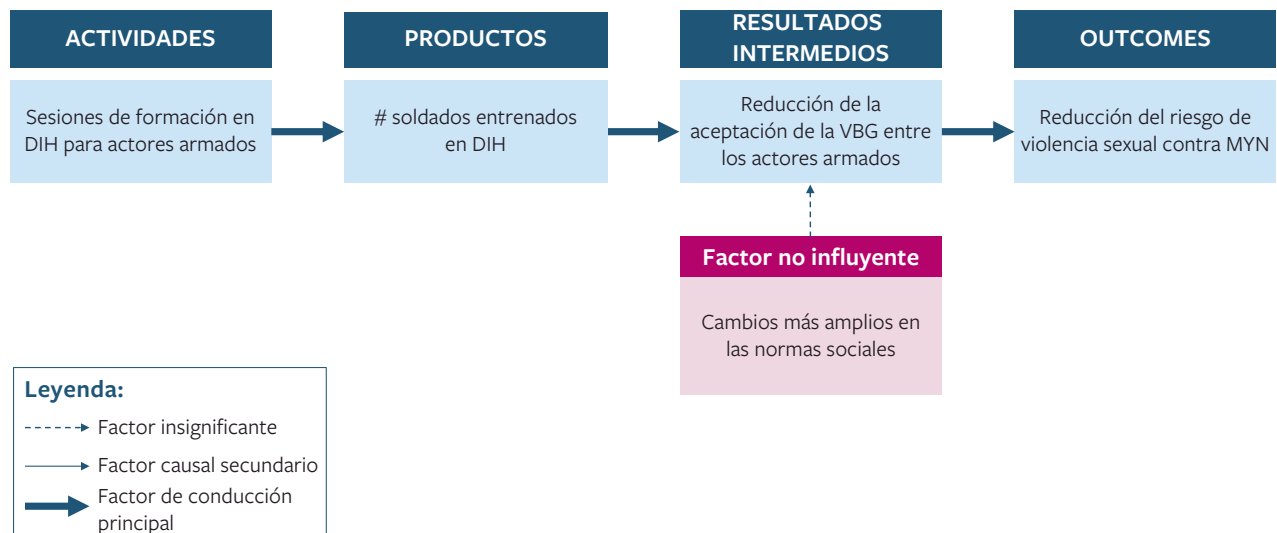 ACTIVIDADES
PRODUCTOS
RESULTADOS
INTERMEDIOS
OUTCOMES
Sesiones de formación en
DIH para actores armados
# soldados entrenados
en DIH
Reducción de la
aceptación de la VBG entre
los actores armados
Reducción del riesgo de
violencia sexual contra MYN
Factor no influyente
Cambios más amplios en
las normas sociales
Leyenda:
Factor insignificante
Factor causal secundario
Factor de conducción
principal